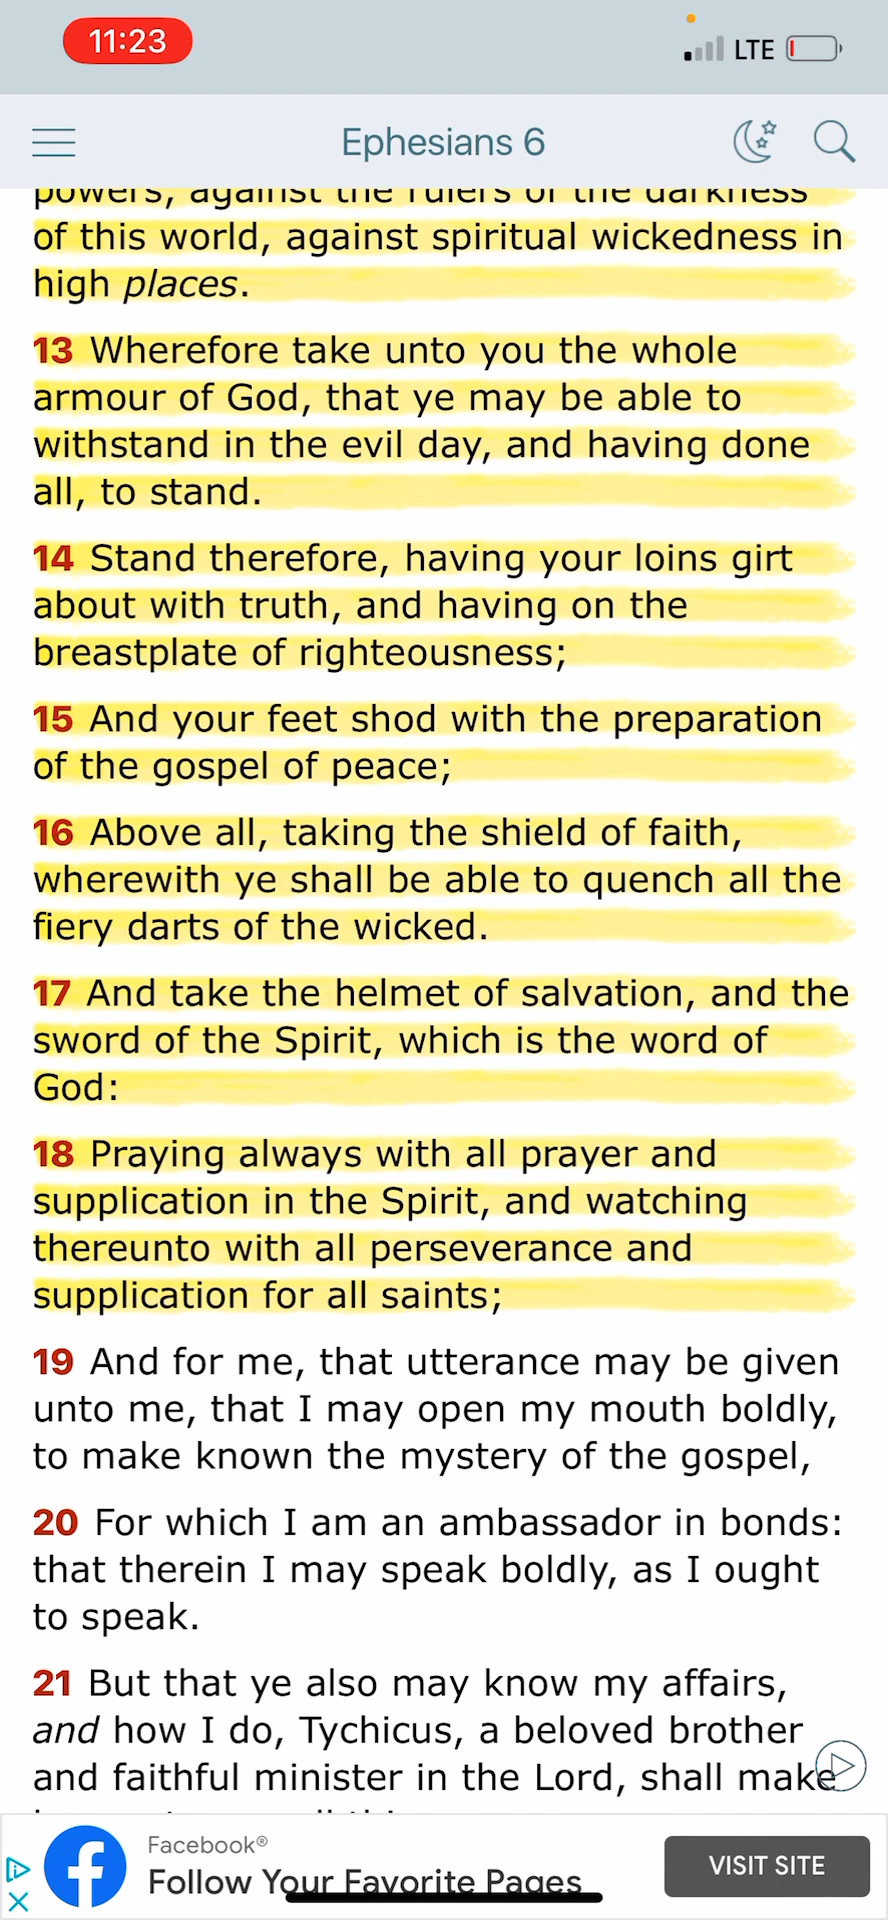 11:23
LTE
Ephesians 6
powers, against the rulers of the darkness
of this world, against spiritual wickedness in
high places.
13 Wherefore take unto you the whole
armour of God, that ye may be able to
withstand in the evil day, and having done
all, to stand.
14 Stand therefore, having your loins girt
about with truth, and having on the
breastplate of righteousness;
15 And your feet shod with the preparation
of the gospel of peace;
16 Above all, taking the shield of faith,
wherewith ye shall be able to quench all the
fiery darts of the wicked.
17 And take the helmet of salvation, and the
sword of the Spirit, which is the word of
God:
18 Praying always with all prayer and
supplication in the Spirit, and watching
thereunto with all perseverance and
supplication for all saints;
19 And for me, that utterance may be given
unto me, that I may open my mouth boldly,
to make known the mystery of the gospel,
20 For which I am an ambassador in bonds:
that therein I may speak boldly, as I ought
to speak.
21 But that ye also may know my affairs,
and how I do, Tychicus, a beloved brother
and faithful minister in the Lord, shall make
Facebook®
Follow Your Favorite Pages
VISIT SITE